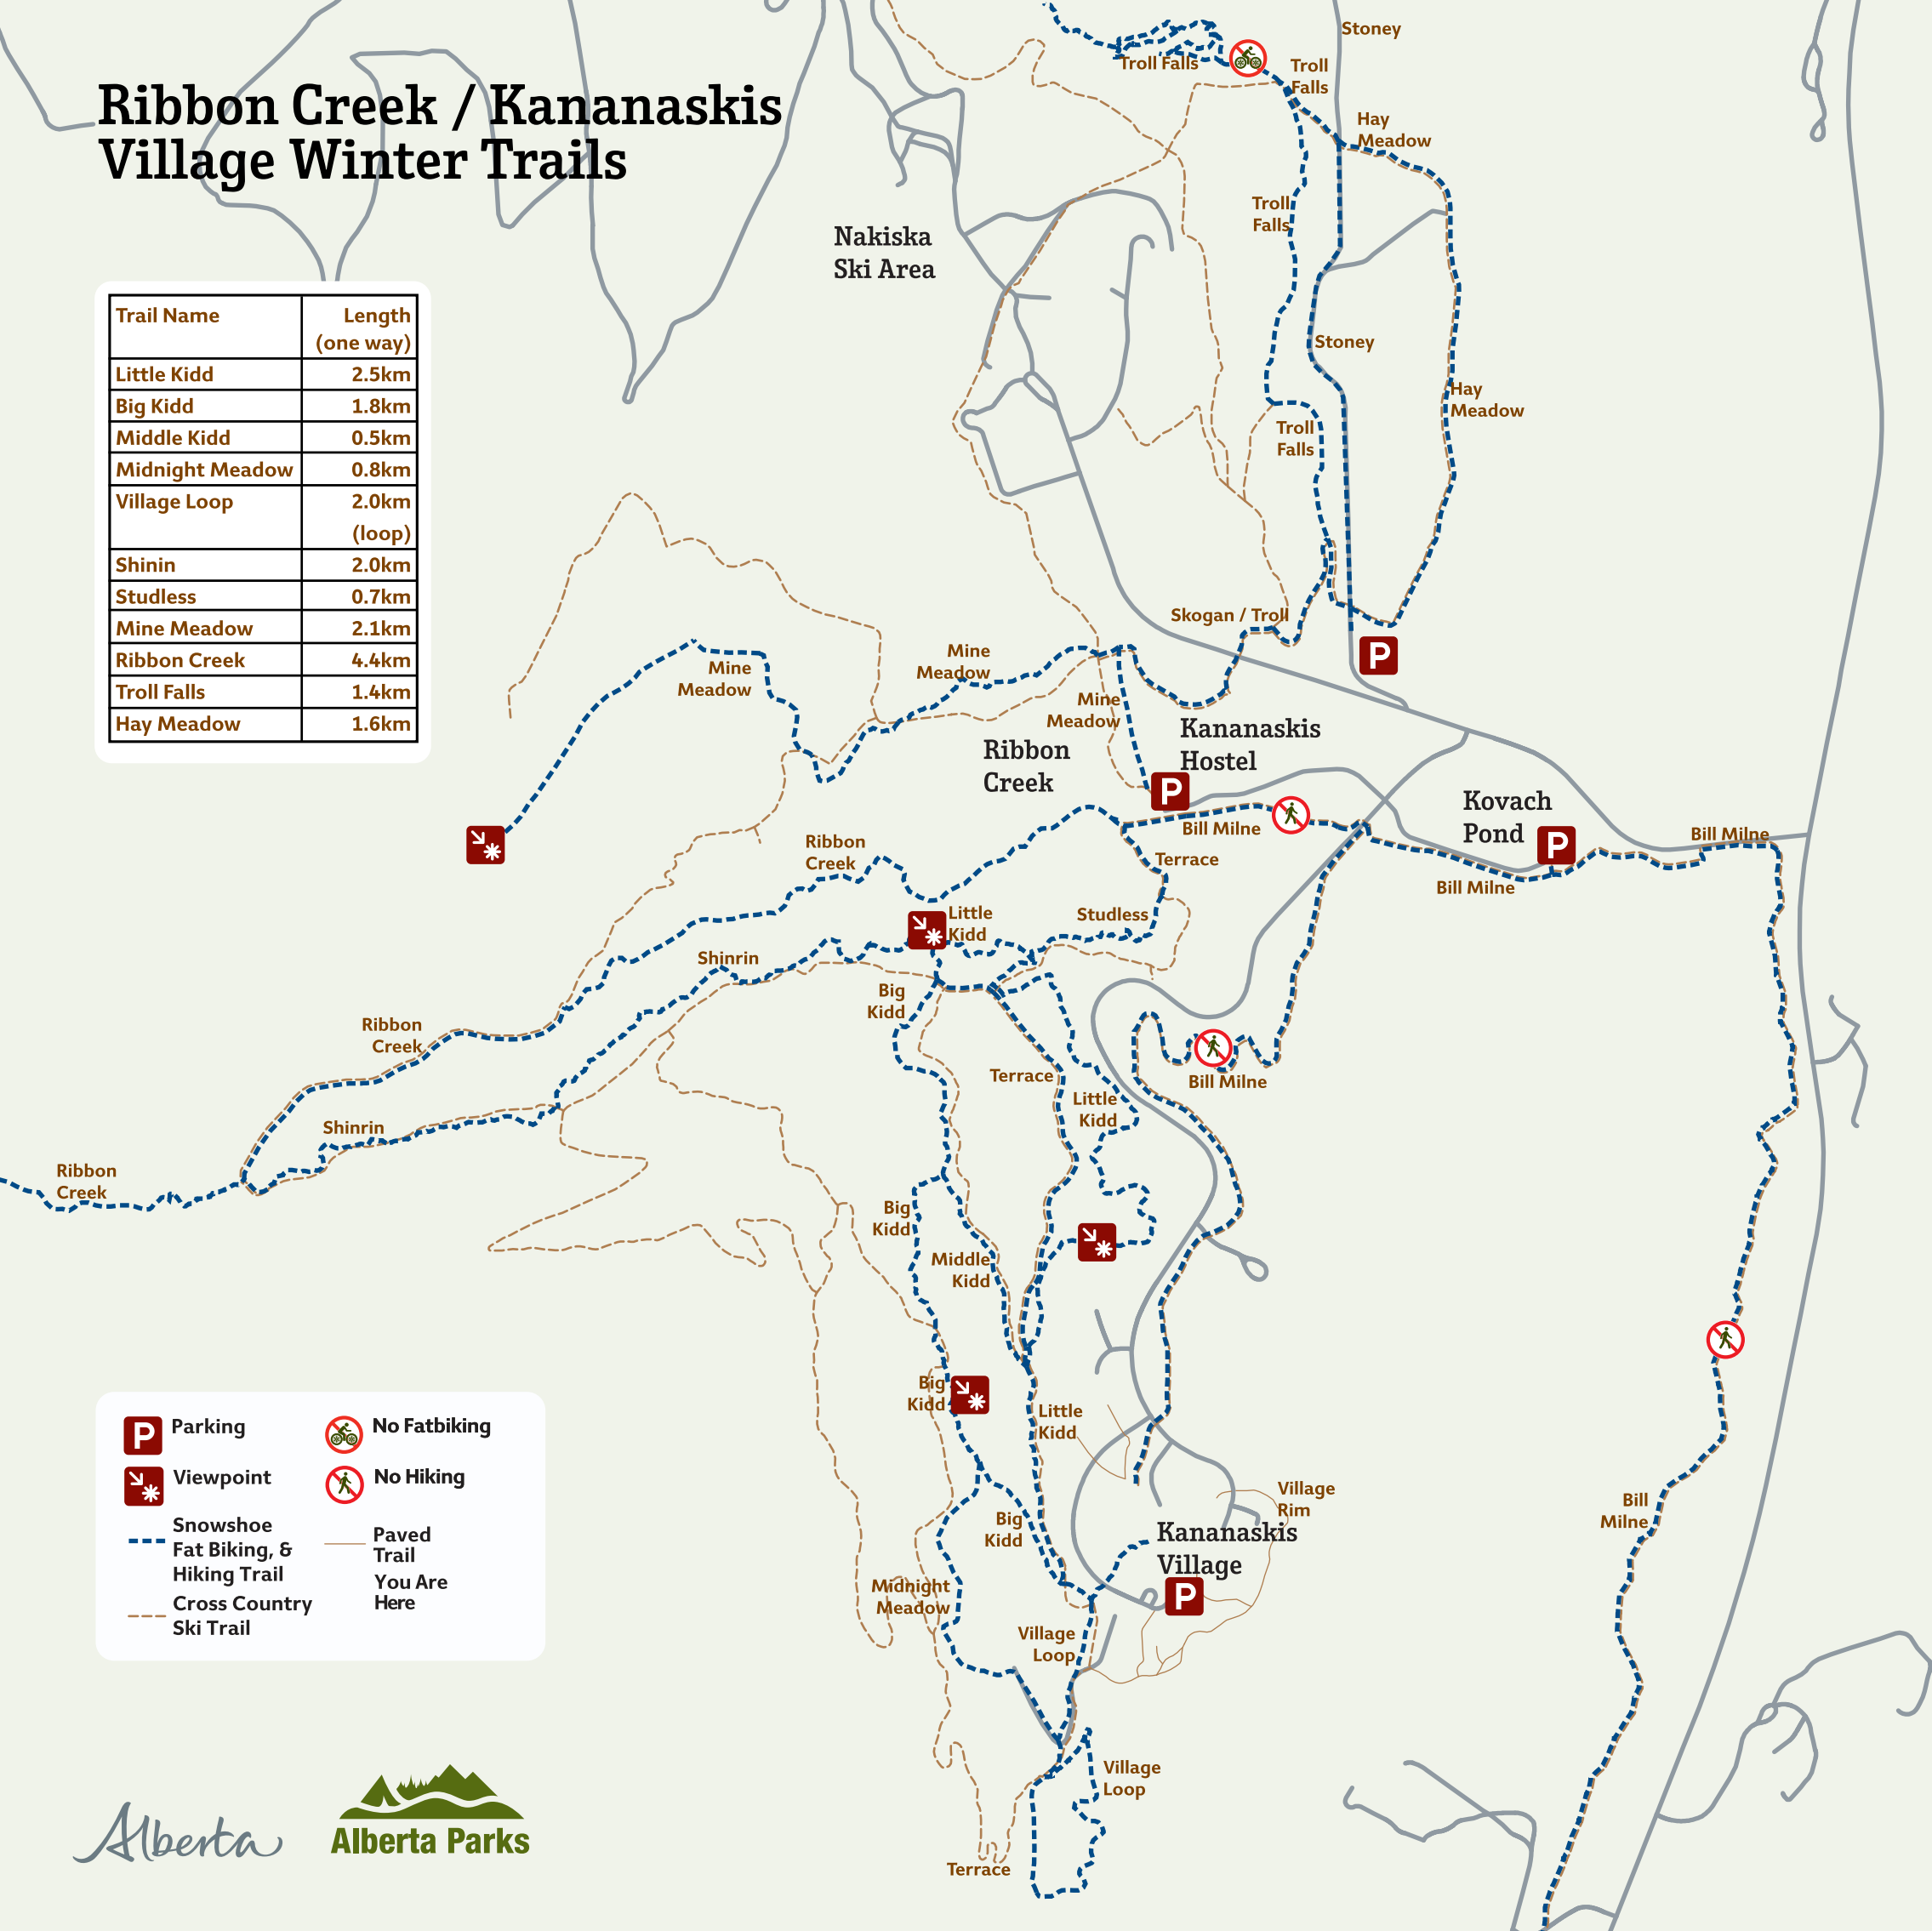 Ribbon Creek / Kananaskis
Village Winter Trails
Trail Name Length
(one way)
Little Kidd 2.5km
Big Kidd 1.8km
Middle Kidd 0.5km
Midnight Meadow 0.8km
Village Loop 2.0km
(loop)
Shinin 2.0km
Studless 0.7km
Mine Meadow 2.1km
Ribbon Creek 4.4km
Troll Falls 1.4km
Hay Meadow 1.6km
Stoney
Troll Falls
Troll
Falls
Hay
Meadow
Troll
Falls
Nakiska
Ski Area
Stoney
Hay
Meadow
Troll
Falls
Skogan / Troll
P
Mine
Meadow
Mine
Meadow
Mine
Meadow
Kananaskis
Hostel
Ribbon
Creek
P
Kovach
Pond
P
Bill Milne
Bill Milne
Bill Milne
Ribbon
Creek
Terrace
Little
Kidd
Studless
Shinrin
Big
Kidd
Ribbon
Creek
Terrace
Bill Milne
Little
Kidd
Shinrin
Ribbon
Creek
Big
Kidd
Middle
Kidd
Big
Kidd
Little
Kidd
Village
Rim
Big
Kidd
Kananaskis
Village
P
Bill
Milne
Midnight
Meadow
Village
Loop
Village
Loop
Terrace
P Parking
No Fatbiking
Viewpoint
No Hiking
Snowshoe
Fat Biking, &
Hiking Trail
Paved
Trail
You Are
Here
Cross Country
Ski Trail
Alberta
Alberta Parks